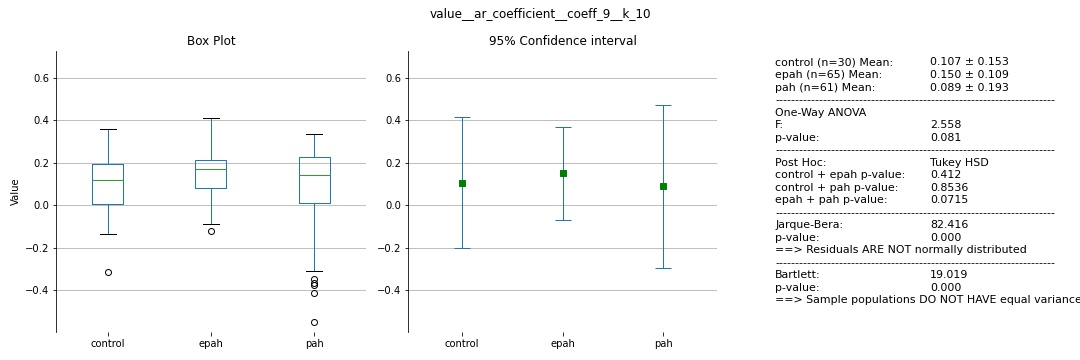 value__ar_coefficient__coeff_9__k_10
Box Plot
Value
0.6
0.4
0.2
0.0
−0.2
−0.4
control epah pah
95% Confidence interval
0.6
0.4
0.2
0.0
−0.2
−0.4
control epah pah
control (n=30) Mean: 0.107 ± 0.153
epah (n=65) Mean: 0.150 ± 0.109
pah (n=61) Mean: 0.089 ± 0.193
One-Way ANOVA
F: 2.558
p-value: 0.081
Post Hoc: Tukey HSD
control + epah p-value: 0.412
control + pah p-value: 0.8536
epah + pah p-value: 0.0715
Jarque-Bera: 82.416
p-value: 0.000
==> Residuals ARE NOT normally distributed
Bartlett: 19.019
p-value: 0.000
==> Sample populations DO NOT HAVE equal variance